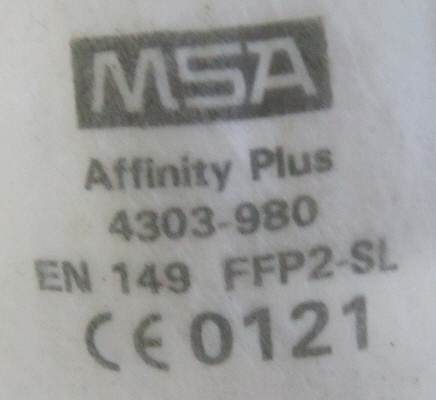 MSA
Affinity Plus
4303-980
EN 149 FFP2-SL
CE 0121